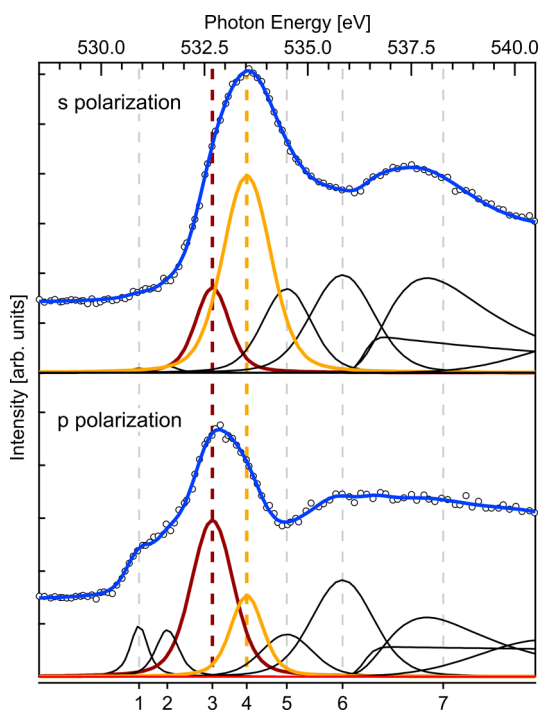 Photon Energy [eV]
530.0 532.5 535.0 537.5 540.0
s polarization
Intensity [arb. units]
p polarization
1 2 3 4 5 6 7